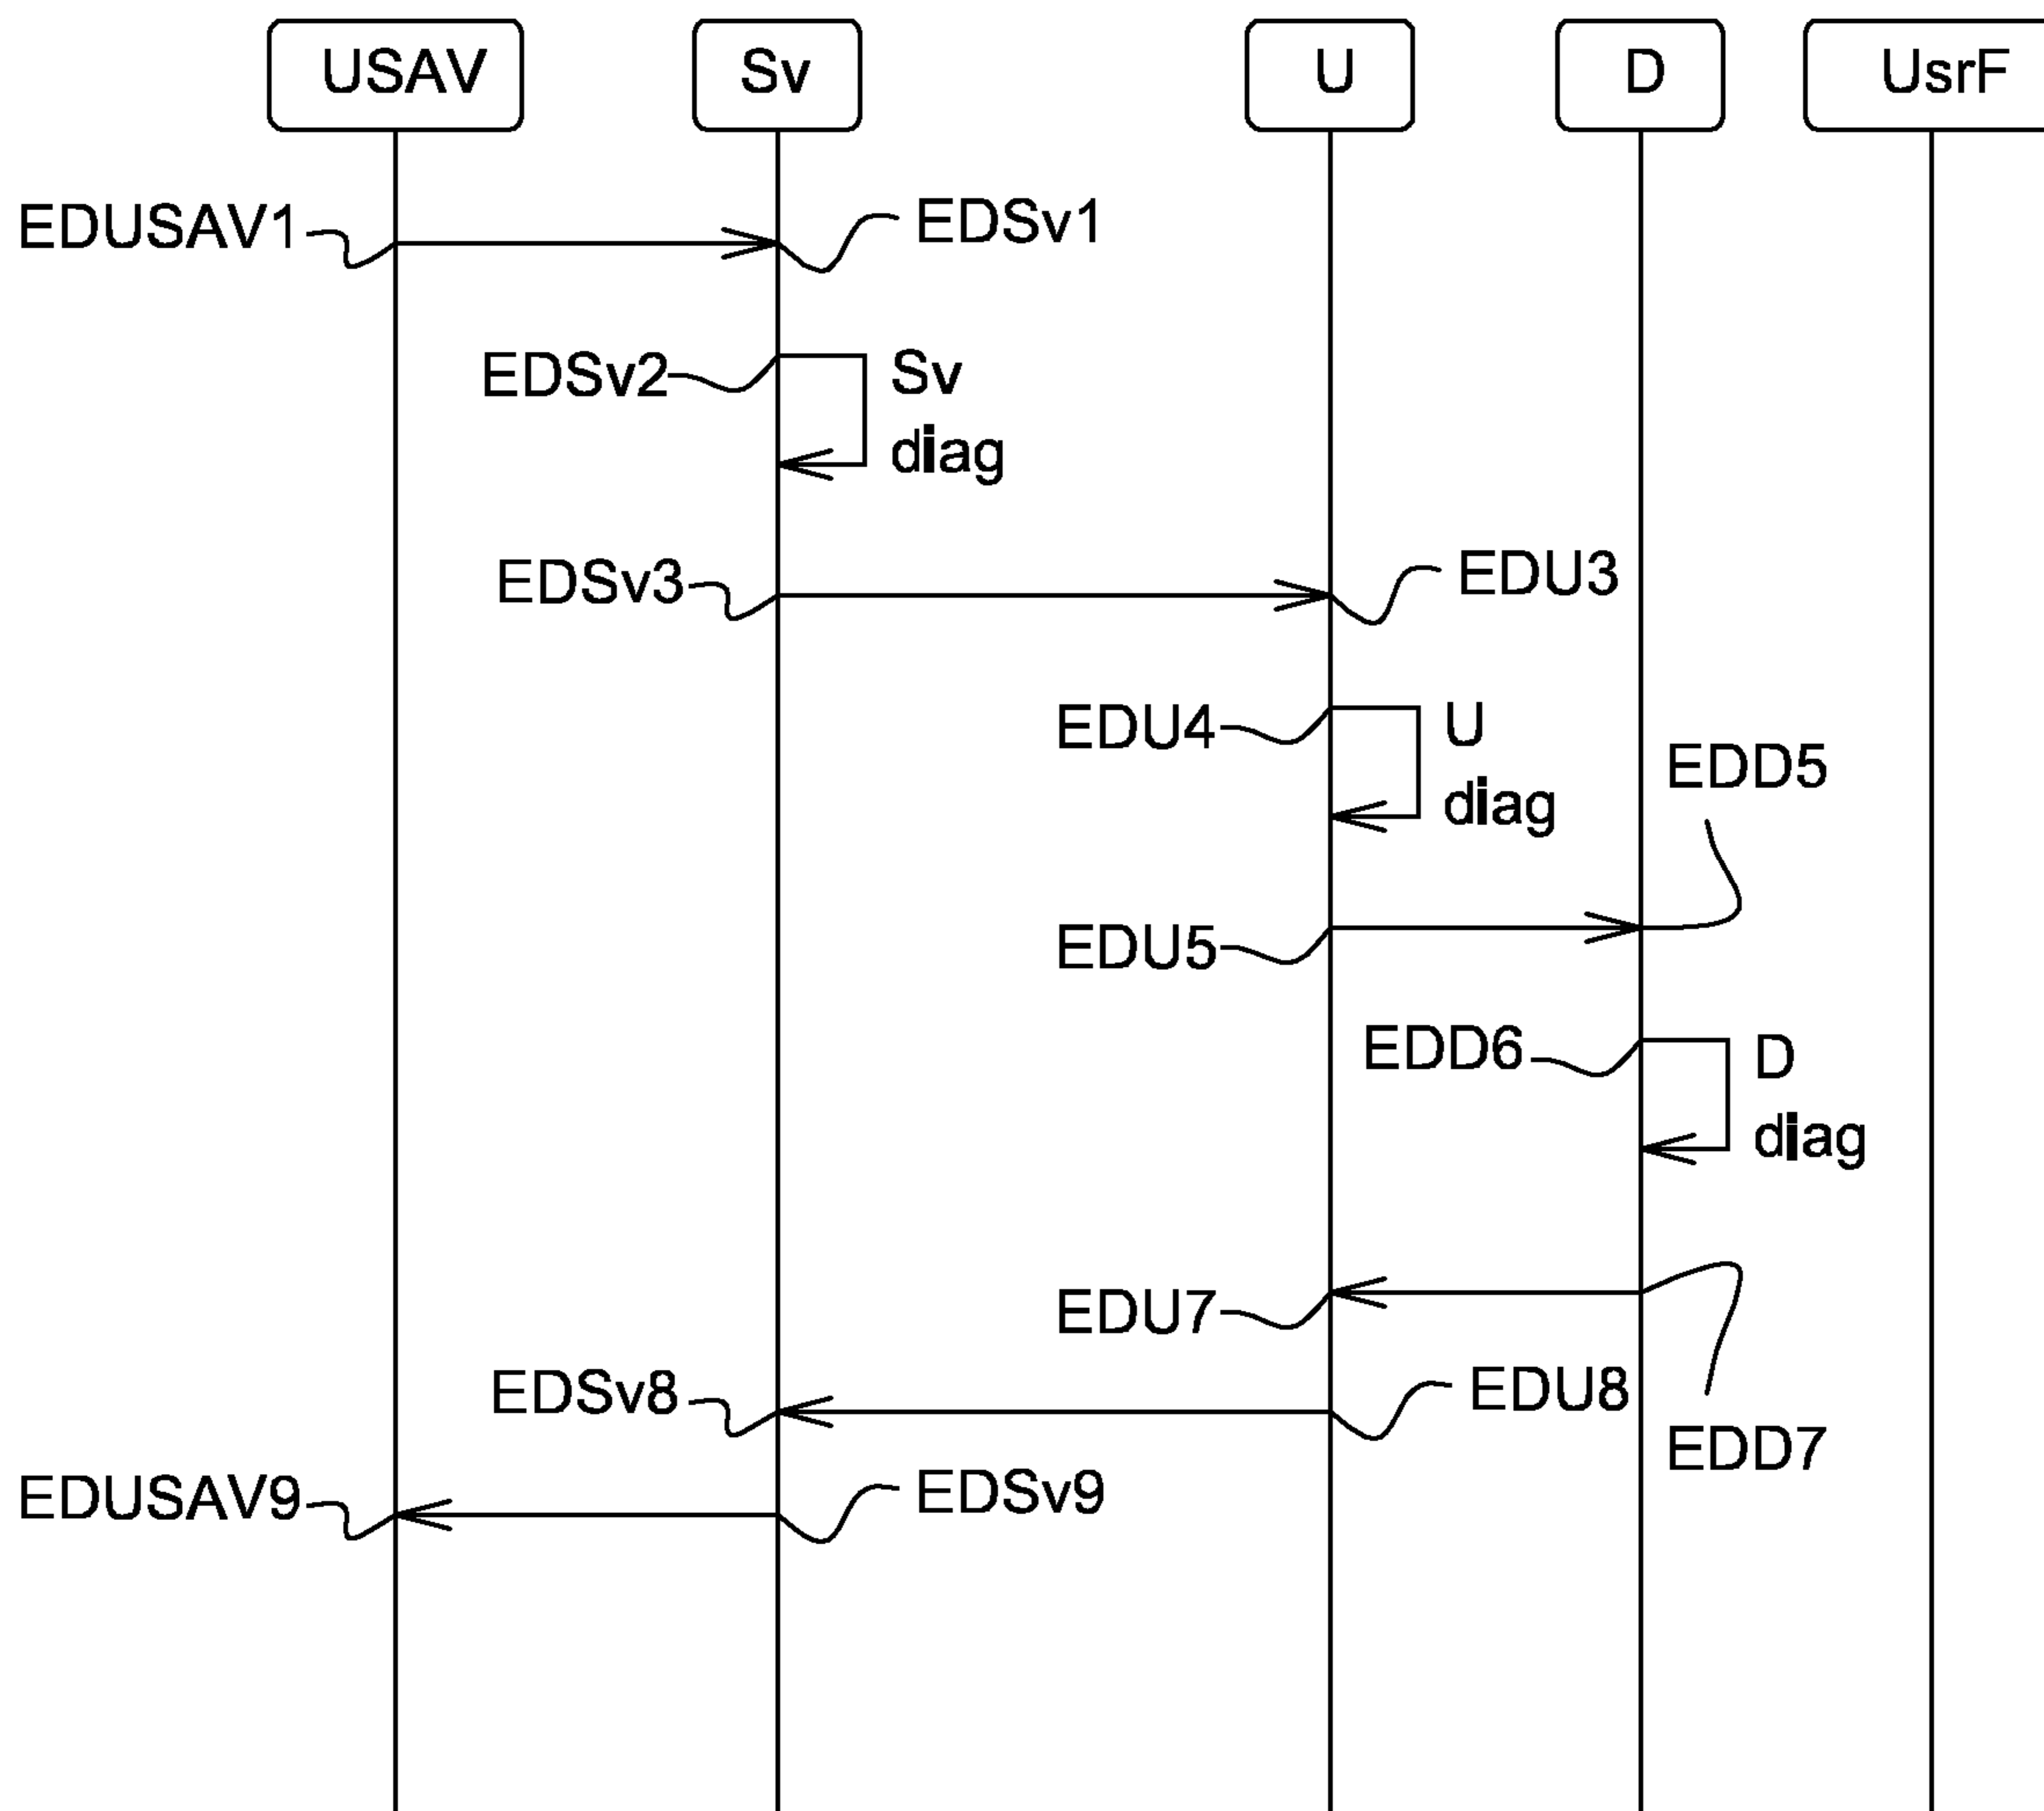 USAV
Sv
U
D
UsrF
EDUSAV1
EDSv1
EDSv2
Sv
diag
EDSv3
EDU3
EDU4
U
diag
EDD5
EDU5
EDD6
D
diag
EDU7
EDSv8
EDU8
EDD7
EDUSAV9
EDSv9